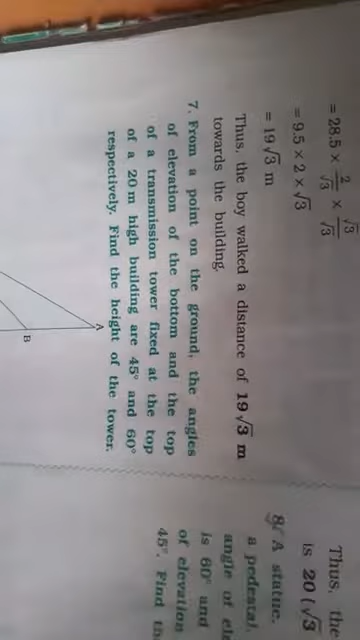 = 28.5 × 2/√3 × √3/√3
= 9.5 × 2 × √3
= 19√3 m
Thus, the boy walked a distance of 19√3 m
towards the building.
7. From a point on the ground, the angles
of elevation of the bottom and the top
of a transmission tower fixed at the top
of a 20 m high building are 45° and 60°
respectively. Find the height of the tower.
A
B
Thus, the
is 20 (√3
8. A statue,
a pedestal,
angle of
is 60° and
of elevation
45°. Find